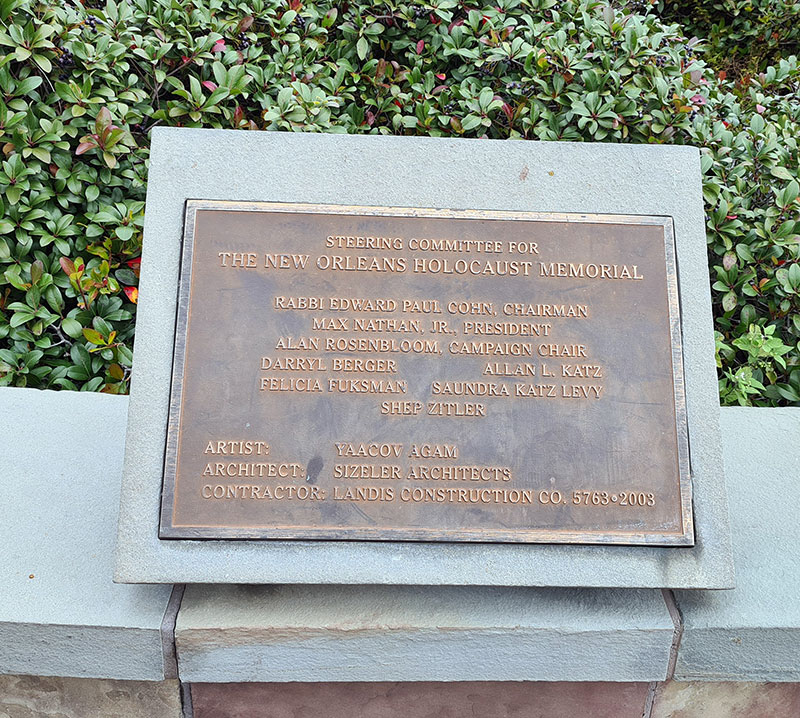 STEERING COMMITTEE FOR
THE NEW ORLEANS HOLOCAUST MEMORIAL
RABBI EDWARD PAUL COHN, CHAIRMAN
MAX NATHAN, JR., PRESIDENT
ALAN ROSENBLOOM, CAMPAIGN CHAIR
DARRYL BERGER ALLAN L. KATZ
FELICIA FUKSMAN SAUNDRA KATZ LEVY
SHEP ZITLER
ARTIST: YAACOV AGAM
ARCHITECT: SIZELER ARCHITECTS
CONTRACTOR: LANDIS CONSTRUCTION CO. 5763•2003